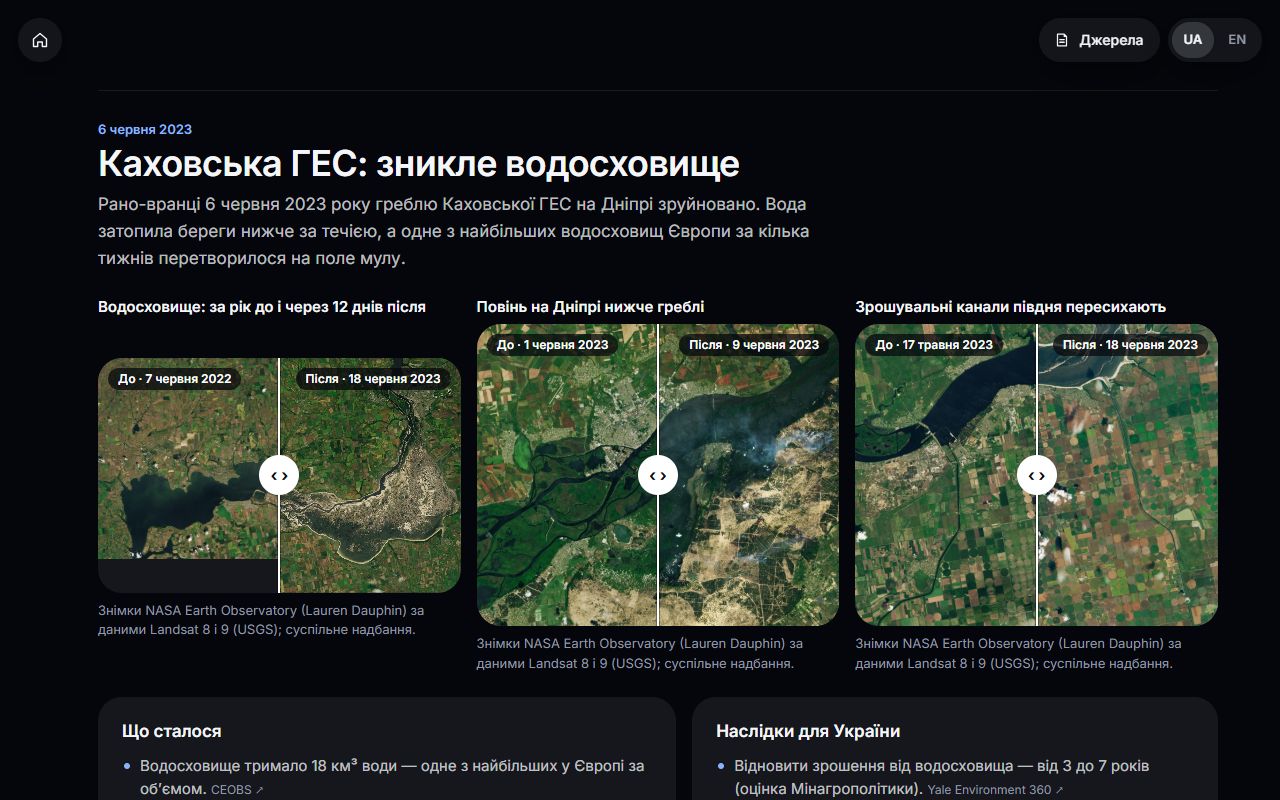 Джерела
UA
EN
6 червня 2023
Каховська ГЕС: зникле водосховище
Рано-вранці 6 червня 2023 року греблю Каховської ГЕС на Дніпрі зруйновано. Вода
затопила береги нижче за течією, а одне з найбільших водосховищ Європи за кілька
тижнів перетворилося на поле мулу.
Водосховище: за рік до і через 12 днів після
До · 7 червня 2022
Після · 18 червня 2023
Знімки NASA Earth Observatory (Lauren Dauphin) за
даними Landsat 8 і 9 (USGS); суспільне надбання.
Повінь на Дніпрі нижче греблі
До · 1 червня 2023
Після · 9 червня 2023
Знімки NASA Earth Observatory (Lauren Dauphin) за
даними Landsat 8 і 9 (USGS); суспільне надбання.
Зрошувальні канали півдня пересихають
До · 17 травня 2023
Після · 18 червня 2023
Знімки NASA Earth Observatory (Lauren Dauphin) за
даними Landsat 8 і 9 (USGS); суспільне надбання.
Що сталося
Водосховище тримало 18 км³ води — одне з найбільших у Європі за
об’ємом. CEOBS ↗
Наслідки для України
Відновити зрошення від водосховища — від 3 до 7 років
(оцінка Мінагрополітики). Yale Environment 360 ↗